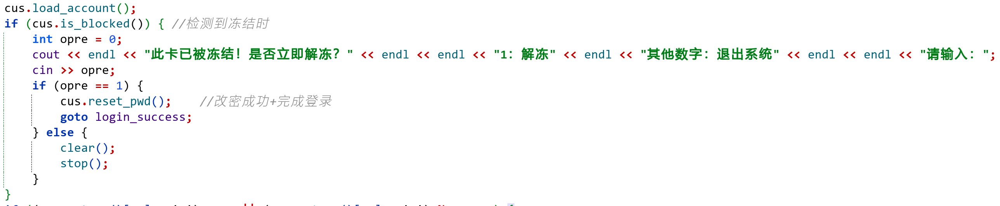 cus.load_account();
if (cus.is_blocked()) { //检测到冻结时
    int opre = 0;
    cout << endl << "此卡已被冻结！是否立即解冻？" << endl << endl << "1：解冻" << endl << "其他数字：退出系统" << endl << endl << "请输入：";
    cin >> opre;
    if (opre == 1) {
        cus.reset_pwd();    //改密成功+完成登录
        goto login_success;
    } else {
        clear();
        stop();
    }
}